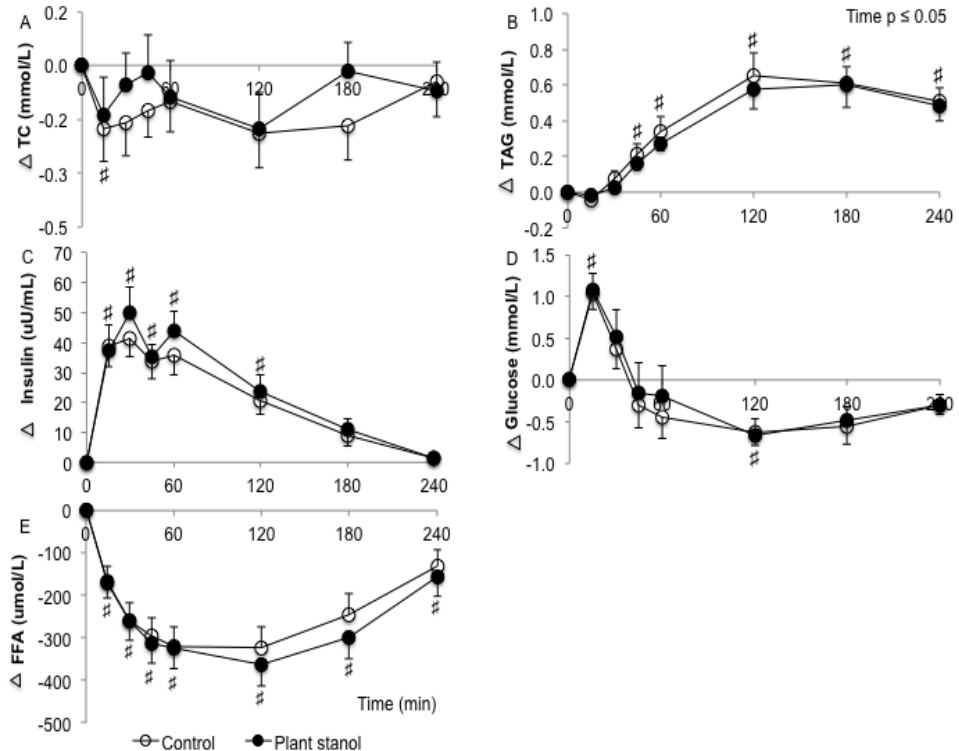 A
Δ TC (mmol/L)
0.2
0.0
-0.2
-0.3
-0.5
0 60 120 180 240
♯
B
Time p ≤ 0.05
Δ TAG (mmol/L)
1.0
0.8
0.6
0.4
0.2
0.0
-0.2
0 60 120 180 240
♯ ♯ ♯ ♯ ♯
C
Δ Insulin (uU/mL)
70
60
50
40
30
20
10
0
0 60 120 180 240
♯ ♯ ♯ ♯ ♯
D
Δ Glucose (mmol/L)
1.5
1.0
0.5
0.0
-0.5
-1.0
0 60 120 180 240
♯ ♯
E
Δ FFA (umol/L)
0
-100
-200
-300
-400
-500
0 60 120 180 240
♯ ♯ ♯ ♯ ♯ ♯ ♯
Time (min)
Control Plant stanol